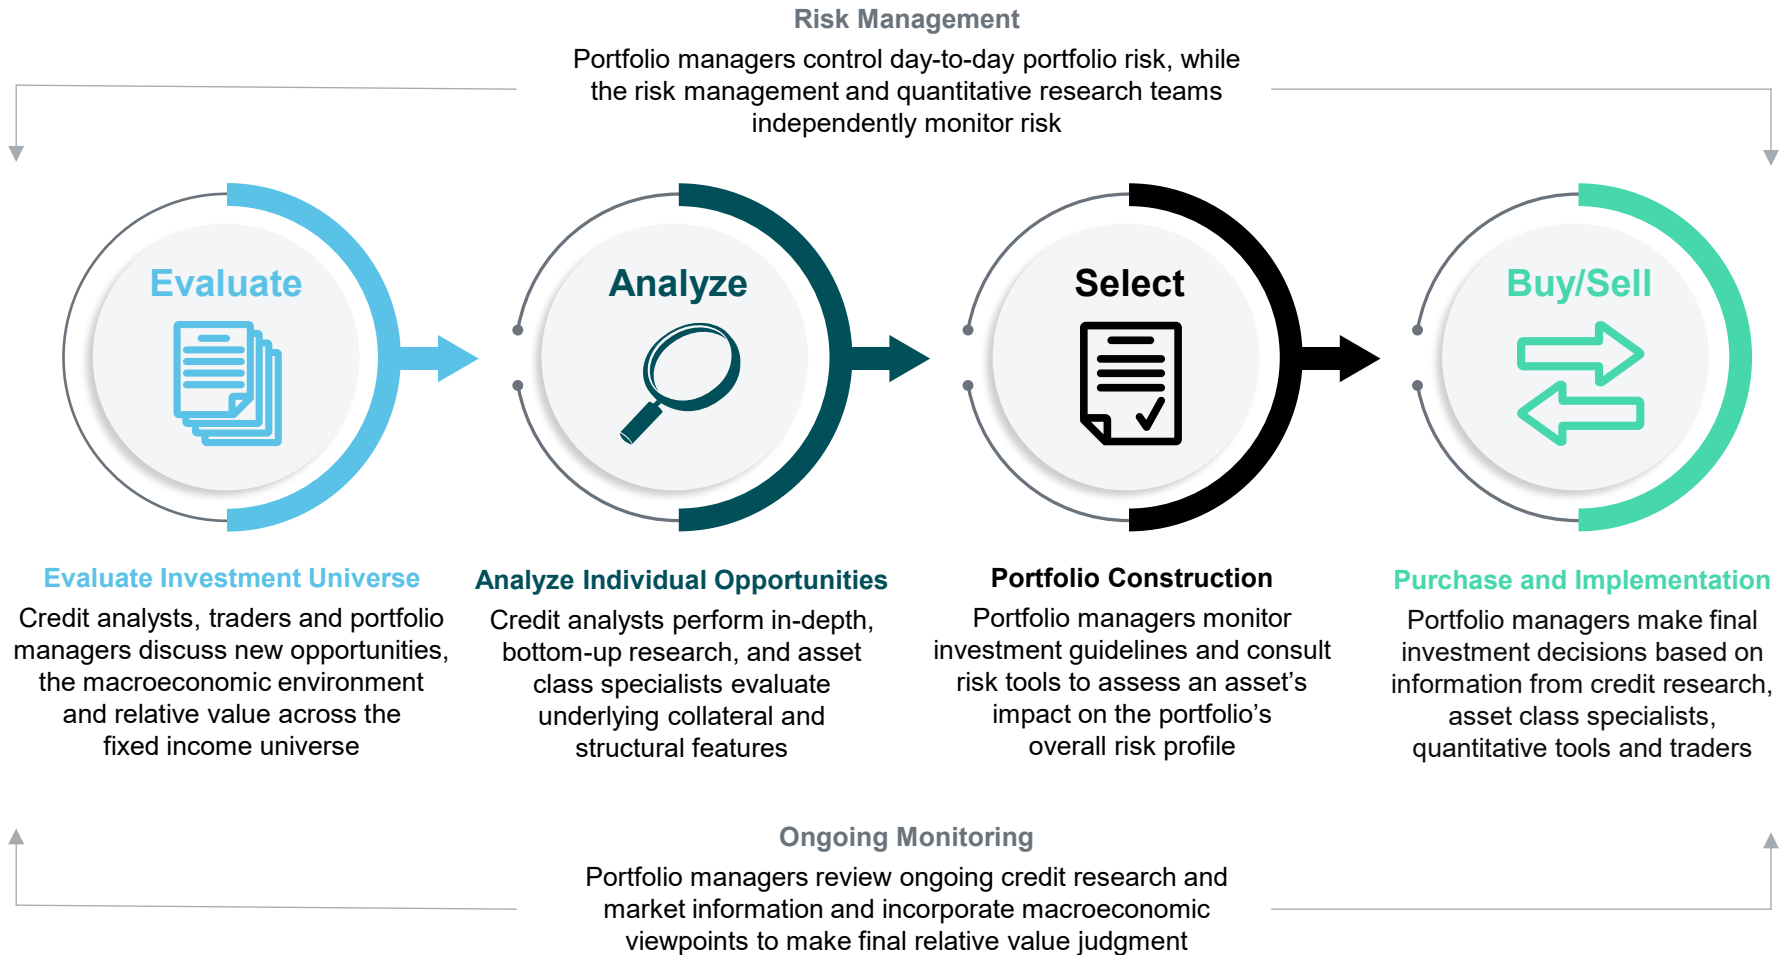 Risk Management
Portfolio managers control day-to-day portfolio risk, while
the risk management and quantitative research teams
independently monitor risk
Evaluate
Analyze
Select
Buy/Sell
Evaluate Investment Universe
Credit analysts, traders and portfolio
managers discuss new opportunities,
the macroeconomic environment
and relative value across the
fixed income universe
Analyze Individual Opportunities
Credit analysts perform in-depth,
bottom-up research, and asset
class specialists evaluate
underlying collateral and
structural features
Portfolio Construction
Portfolio managers monitor
investment guidelines and consult
risk tools to assess an asset’s
impact on the portfolio’s
overall risk profile
Purchase and Implementation
Portfolio managers make final
investment decisions based on
information from credit research,
asset class specialists,
quantitative tools and traders
Ongoing Monitoring
Portfolio managers review ongoing credit research and
market information and incorporate macroeconomic
viewpoints to make final relative value judgment